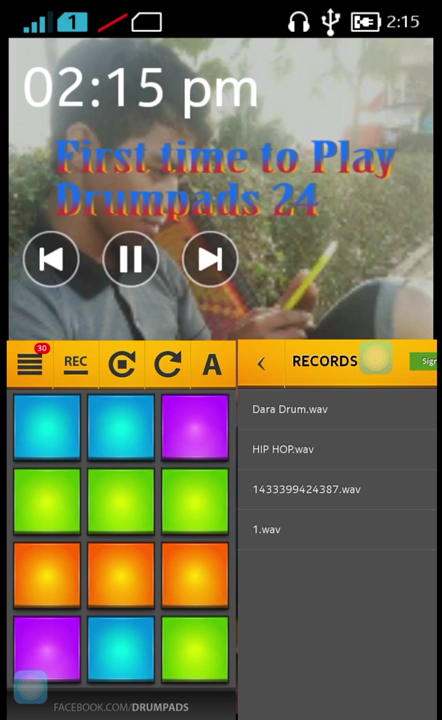 1
2:15
02:15 pm
First time to Play
Drumpads 24
30
REC
A
RECORDS
Sign
Dara Drum.wav
HIP HOP.wav
1433399424387.wav
1.wav
FACEBOOK.COM/DRUMPADS